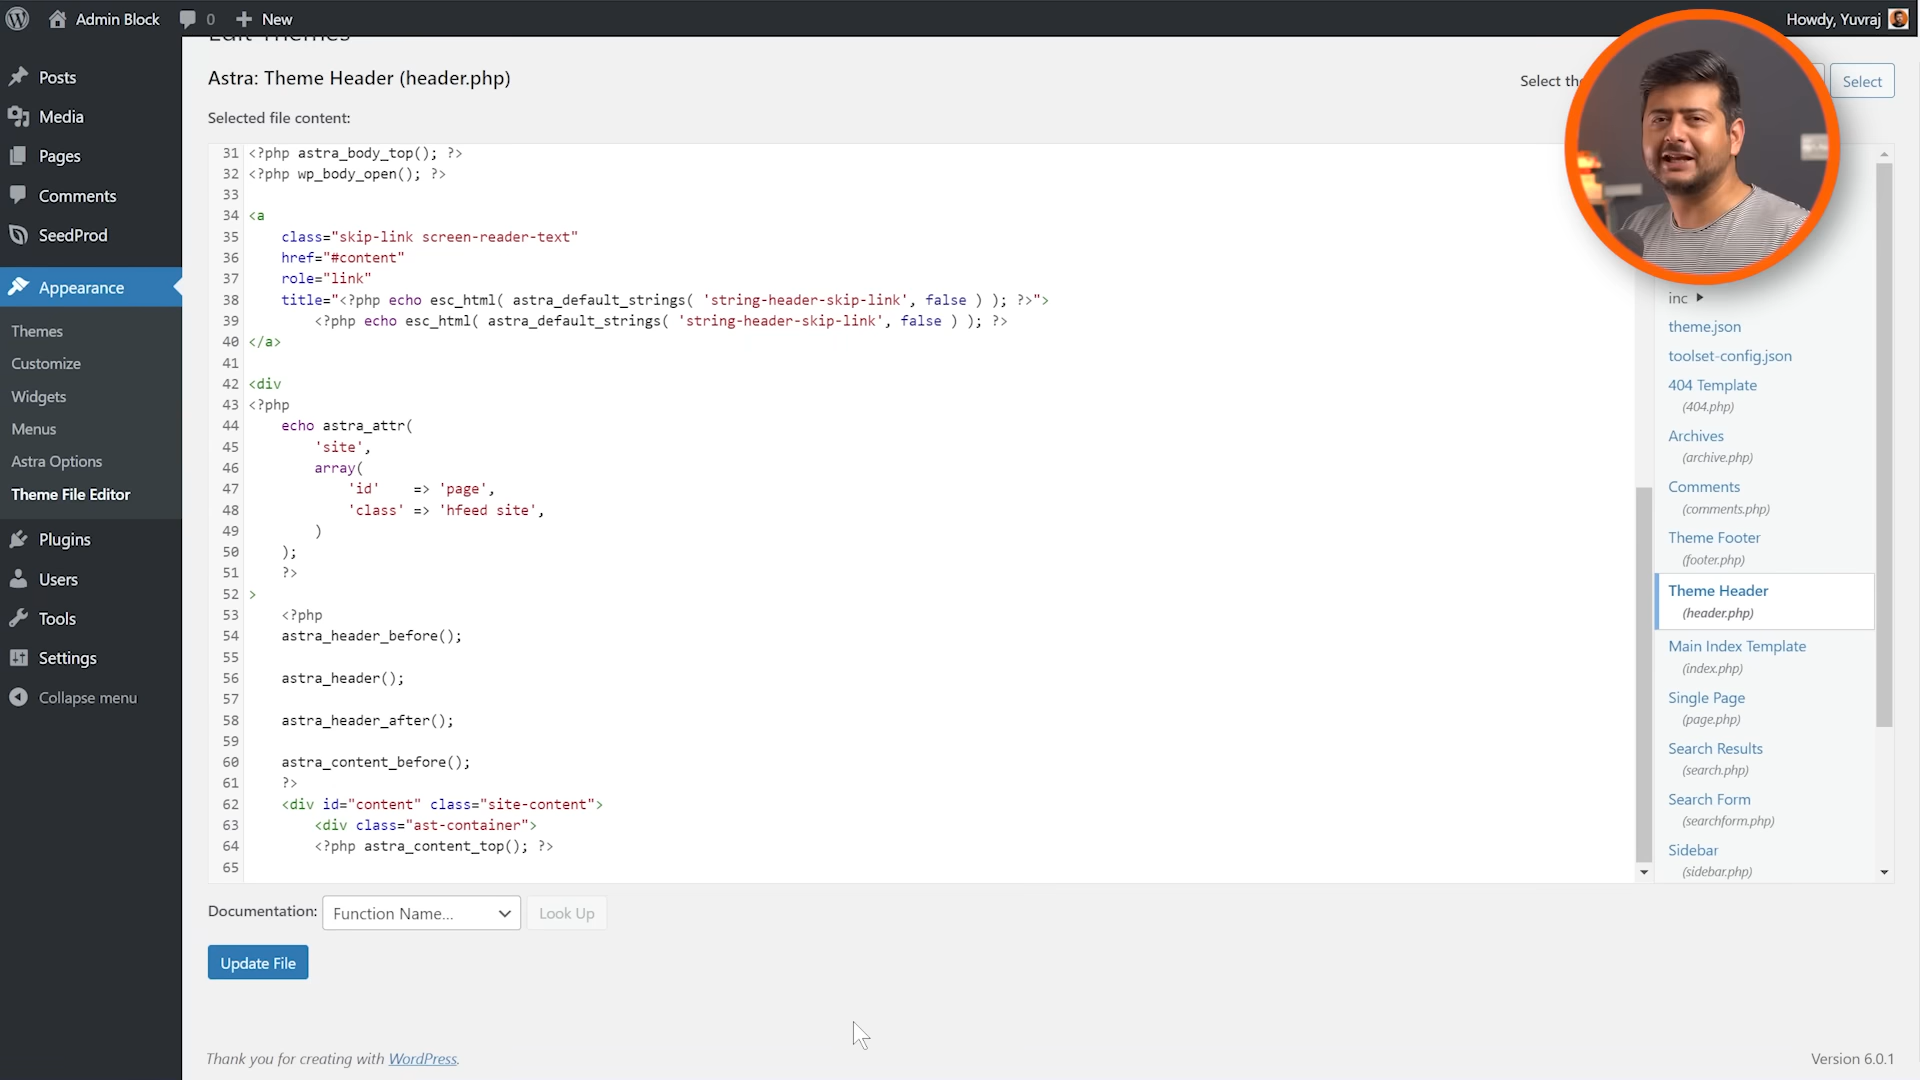 Admin Block
0
New
Howdy, Yuvraj
Posts
Media
Pages
Comments
SeedProd
Appearance
Themes
Customize
Widgets
Menus
Astra Options
Theme File Editor
Plugins
Users
Tools
Settings
Collapse menu
Edit Themes
Astra: Theme Header (header.php)
Select
Select
Selected file content:
31 <?php astra_body_top(); ?>
32 <?php wp_body_open(); ?>
33
34 <a
35 class="skip-link screen-reader-text"
36 href="#content"
37 role="link"
38 title="<?php echo esc_html( astra_default_strings( 'string-header-skip-link', false ) ); ?>">
39 <?php echo esc_html( astra_default_strings( 'string-header-skip-link', false ) ); ?>
40 </a>
41
42 <div
43 <?php
44 echo astra_attr(
45 'site',
46 array(
47 'id' => 'page',
48 'class' => 'hfeed site',
49 )
50 );
51 ?>
52 >
53 <?php
54 astra_header_before();
55
56 astra_header();
57
58 astra_header_after();
59
60 astra_content_before();
61 ?>
62 <div id="content" class="site-content">
63 <div class="ast-container">
64 <?php astra_content_top(); ?>
65
inc
theme.json
toolset-config.json
404 Template
(404.php)
Archives
(archive.php)
Comments
(comments.php)
Theme Footer
(footer.php)
Theme Header
(header.php)
Main Index Template
(index.php)
Single Page
(page.php)
Search Results
(search.php)
Search Form
(searchform.php)
Sidebar
(sidebar.php)
Documentation:
Function Name...
Look Up
Update File
Thank you for creating with WordPress.
Version 6.0.1